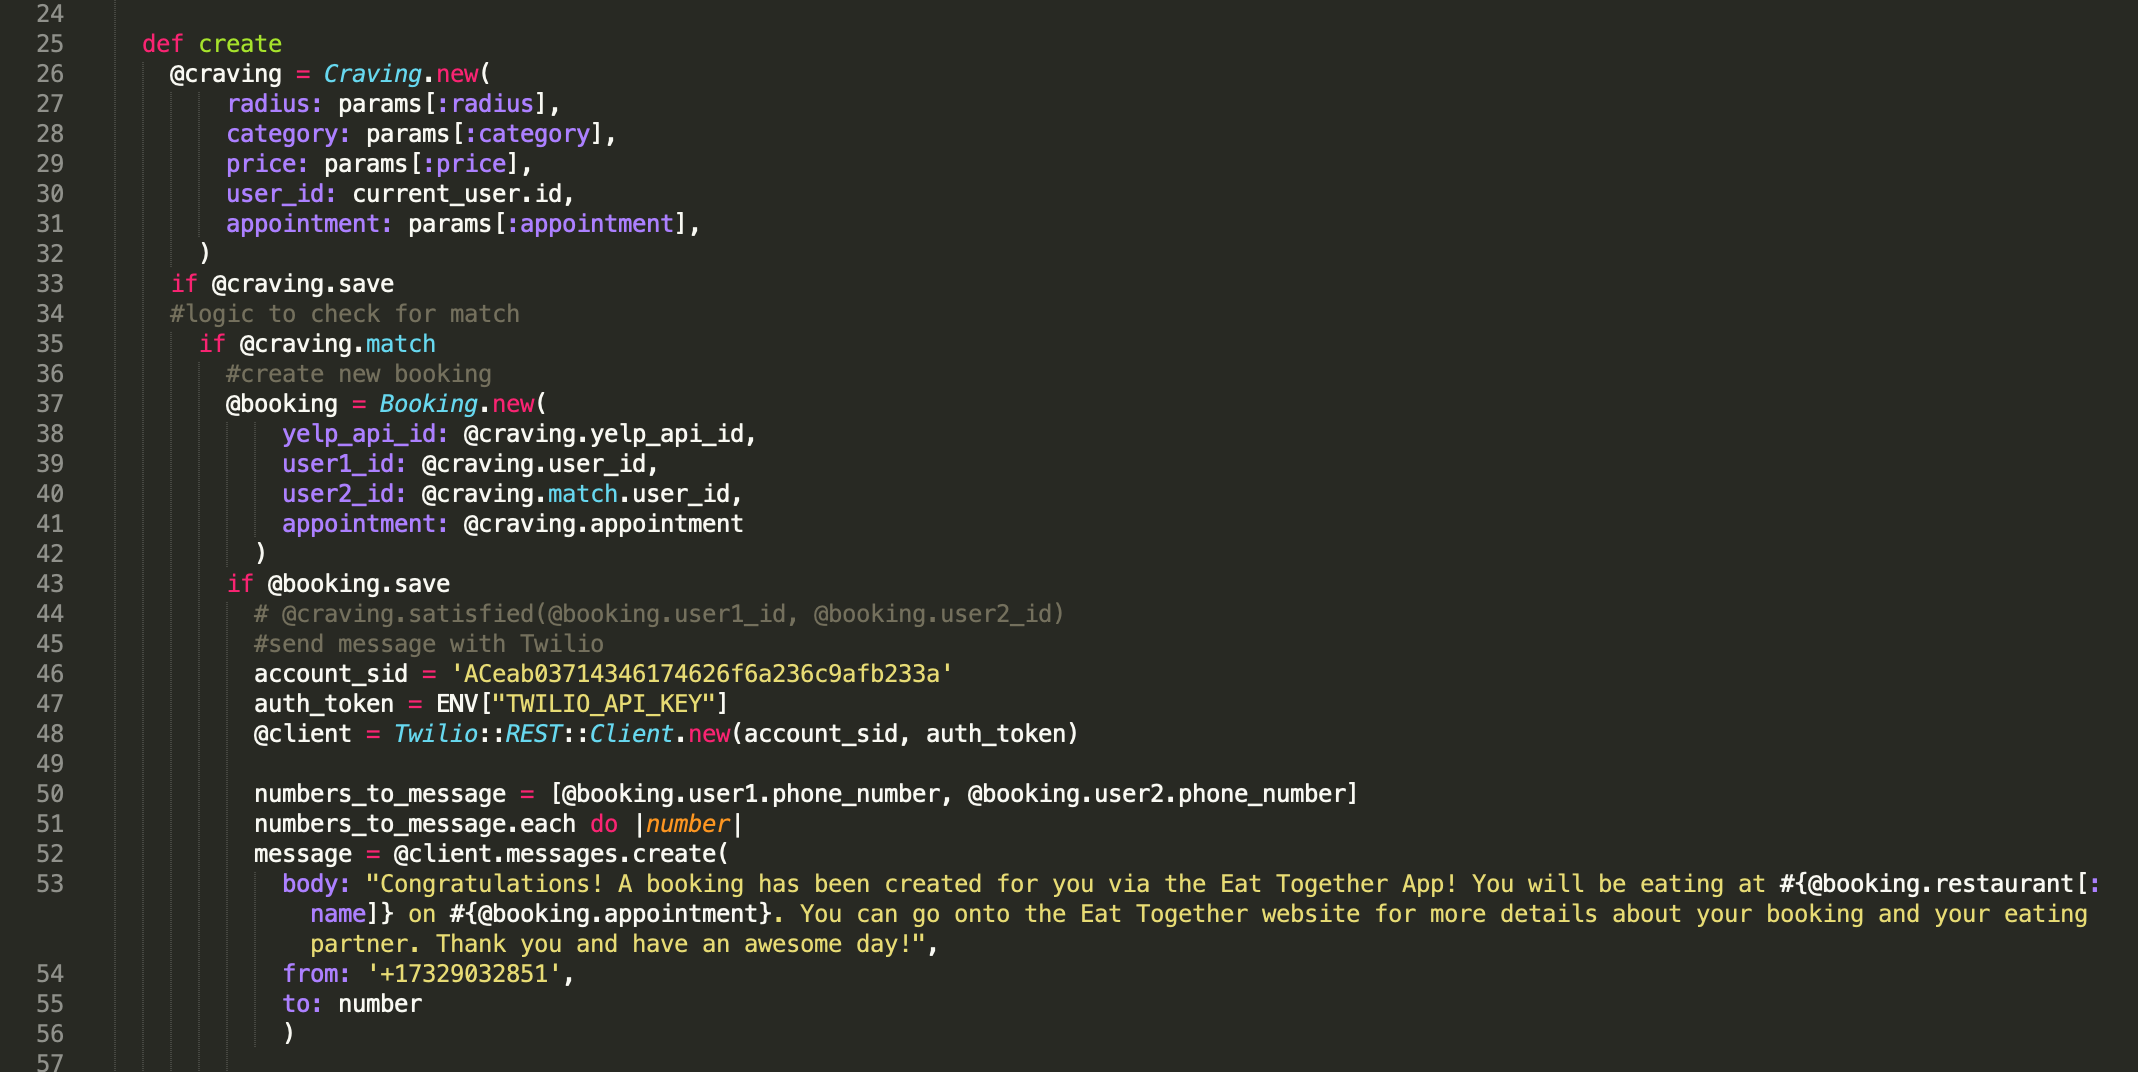 24
25 def create
26 @craving = Craving.new(
27 radius: params[:radius],
28 category: params[:category],
29 price: params[:price],
30 user_id: current_user.id,
31 appointment: params[:appointment],
32 )
33 if @craving.save
34 #logic to check for match
35 if @craving.match
36 #create new booking
37 @booking = Booking.new(
38 yelp_api_id: @craving.yelp_api_id,
39 user1_id: @craving.user_id,
40 user2_id: @craving.match.user_id,
41 appointment: @craving.appointment
42 )
43 if @booking.save
44 # @craving.satisfied(@booking.user1_id, @booking.user2_id)
45 #send message with Twilio
46 account_sid = 'ACeab03714346174626f6a236c9afb233a'
47 auth_token = ENV["TWILIO_API_KEY"]
48 @client = Twilio::REST::Client.new(account_sid, auth_token)
49
50 numbers_to_message = [@booking.user1.phone_number, @booking.user2.phone_number]
51 numbers_to_message.each do |number|
52 message = @client.messages.create(
53 body: "Congratulations! A booking has been created for you via the Eat Together App! You will be eating at #{@booking.restaurant[:
name]} on #{@booking.appointment}. You can go onto the Eat Together website for more details about your booking and your eating
partner. Thank you and have an awesome day!",
54 from: '+17329032851',
55 to: number
56 )
57